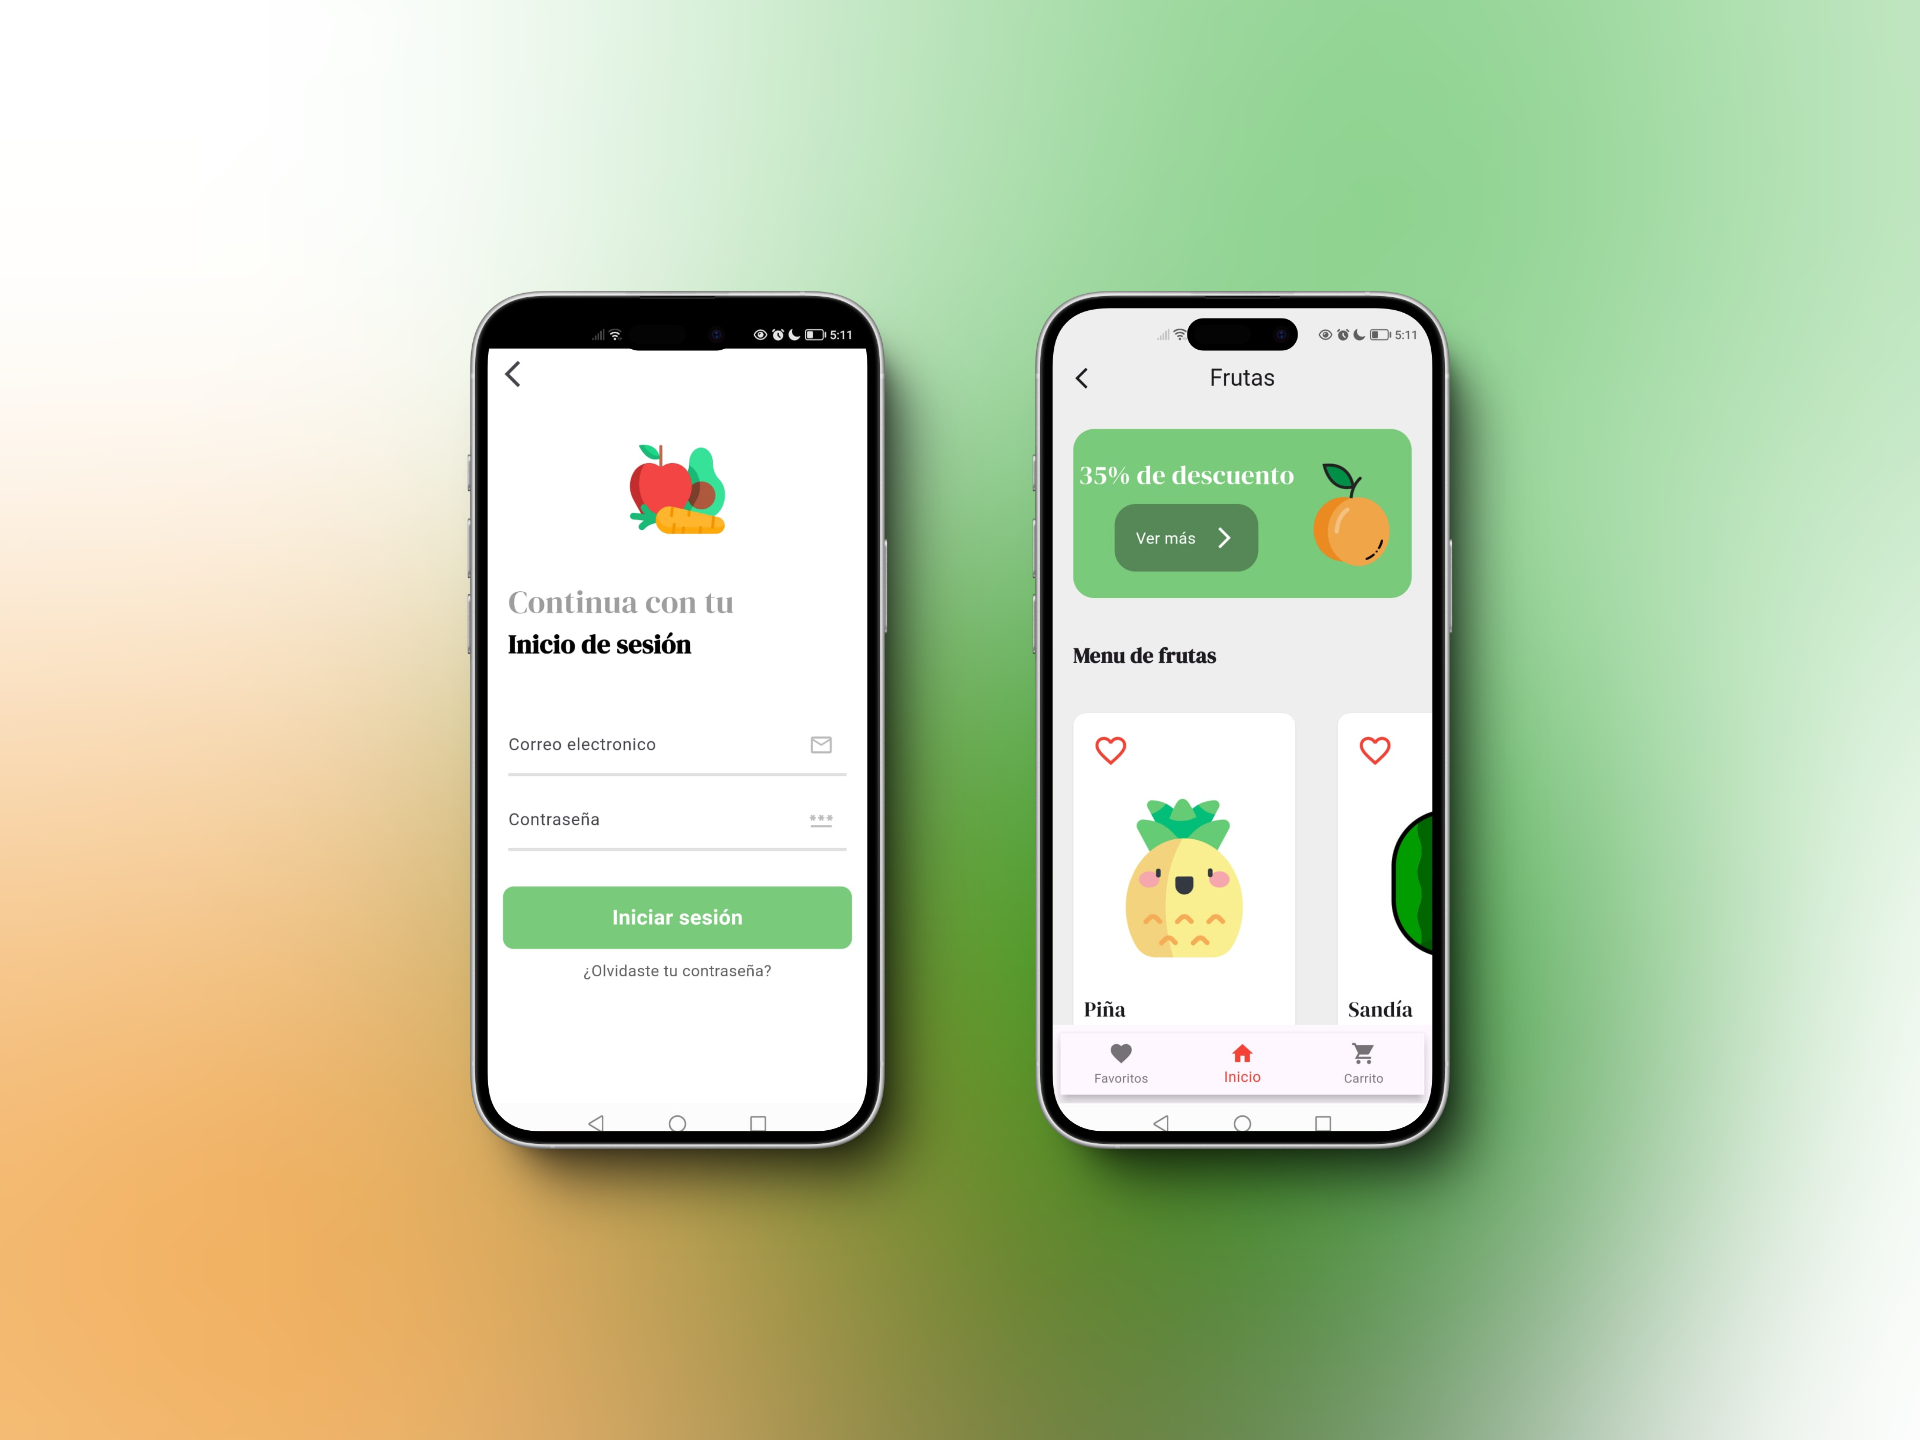 5:11
Continua con tu
Inicio de sesión
Correo electronico
Contraseña
***
Iniciar sesión
¿Olvidaste tu contraseña?
5:11
Frutas
35% de descuento
Ver más
Menu de frutas
Piña
Sandía
Favoritos
Inicio
Carrito